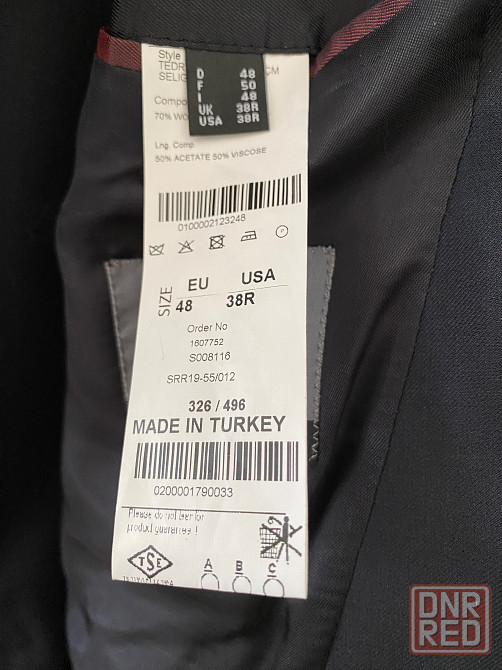 Style
TEDR
CM
SELIG
Compo
70% WO
D 48
F 50
I 48
UK 38R
USA 38R
Lng. Comp.
50% ACETATE 50% VISCOSE
0100002123248
P
SIZE
EU USA
48 38R
Order No
1607752
S008116
SRR19-55/012
326 / 496
MADE IN TURKEY
0200001790033
Please do not tear for
product guarantee !
TSE
A B C
DNR
RED